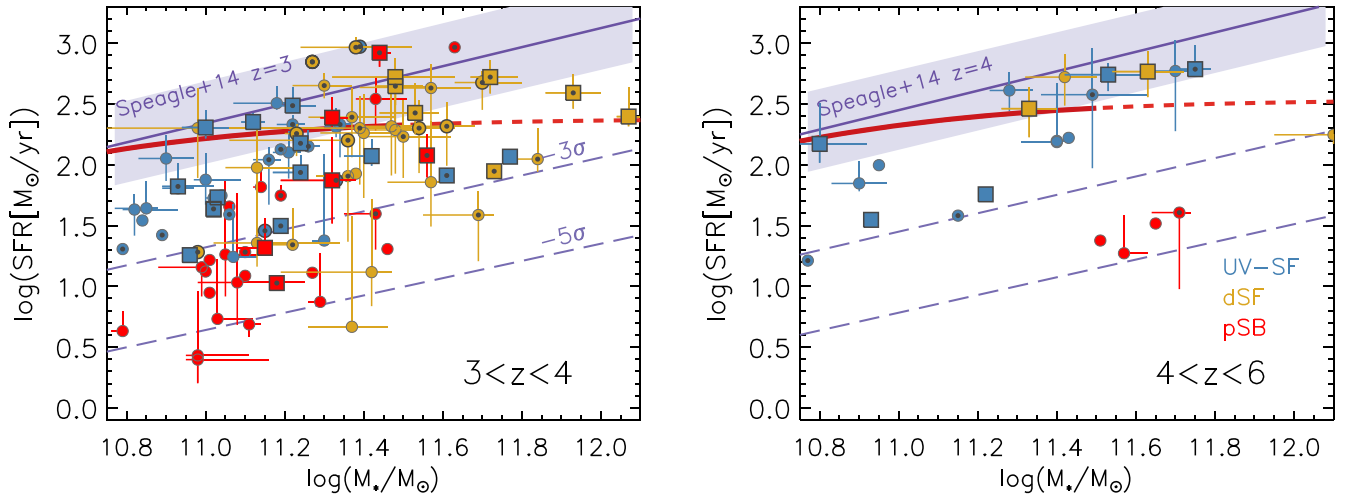 3.0
2.5
2.0
1.5
1.0
0.5
0.0
log(SFR[M⊙/yr])
Speagle+14 z=3
−3σ
−5σ
3<z<4
10.8 11.0 11.2 11.4 11.6 11.8 12.0
log(M*/M⊙)
3.0
2.5
2.0
1.5
1.0
0.5
0.0
log(SFR[M⊙/yr])
Speagle+14 z=4
UV−SF
dSF
pSB
4<z<6
10.8 11.0 11.2 11.4 11.6 11.8 12.0
log(M*/M⊙)